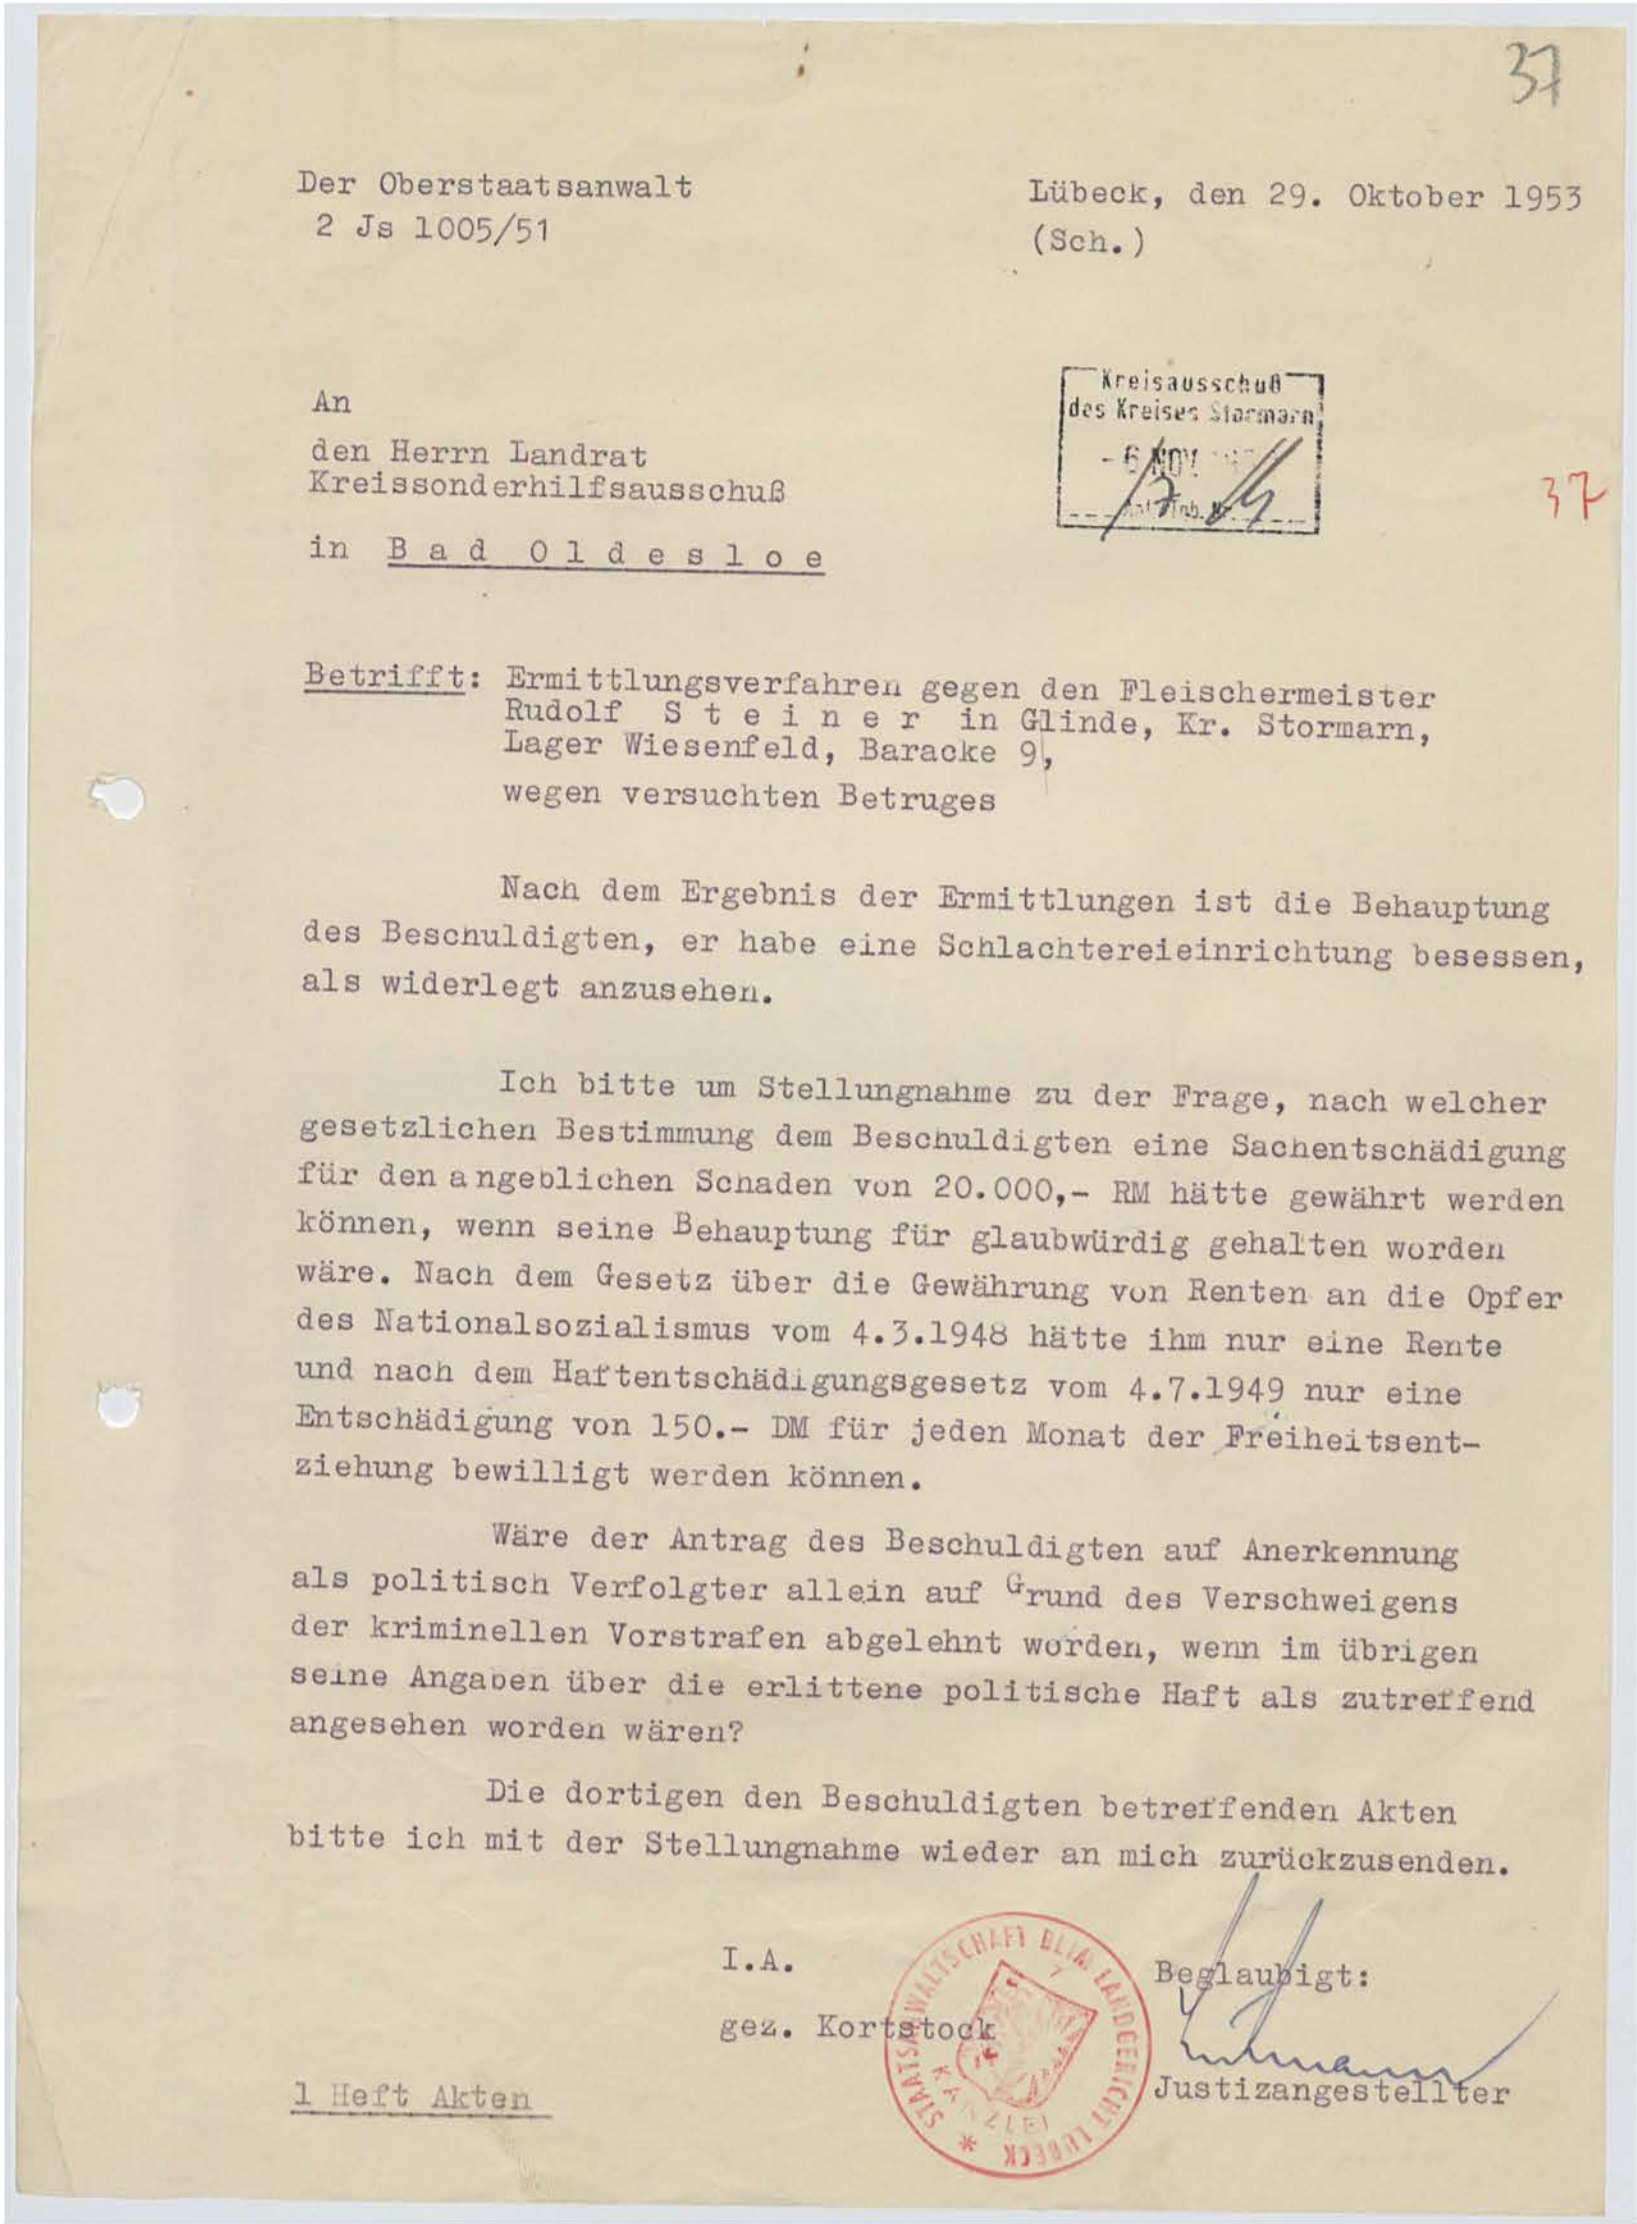 37
Der Oberstaatsanwalt
2 Js 1005/51
Lübeck, den 29. Oktober 1953
(Sch.)
Kreisausschuß
des Kreises Stormarn
- 6 NOV.
An
den Herrn Landrat
Kreissonderhilfsausschuß
37
in B a d O l d e s l o e
Betrifft: Ermittlungsverfahren gegen den Fleischermeister
Rudolf S t e i n e r in Glinde, Kr. Stormarn,
Lager Wiesenfeld, Baracke 9,
wegen versuchten Betruges
Nach dem Ergebnis der Ermittlungen ist die Behauptung
des Beschuldigten, er habe eine Schlachtereieinrichtung besessen,
als widerlegt anzusehen.
Ich bitte um Stellungnahme zu der Frage, nach welcher
gesetzlichen Bestimmung dem Beschuldigten eine Sachentschädigung
für den angeblichen Schaden von 20.000,- RM hätte gewährt werden
können, wenn seine Behauptung für glaubwürdig gehalten worden
wäre. Nach dem Gesetz über die Gewährung von Renten an die Opfer
des Nationalsozialismus vom 4.3.1948 hätte ihm nur eine Rente
und nach dem Haftentschädigungsgesetz vom 4.7.1949 nur eine
Entschädigung von 150.- DM für jeden Monat der Freiheitsent-
ziehung bewilligt werden können.
Wäre der Antrag des Beschuldigten auf Anerkennung
als politisch Verfolgter allein auf Grund des Verschweigens
der kriminellen Vorstrafen abgelehnt worden, wenn im übrigen
seine Angaben über die erlittene politische Haft als zutreffend
angesehen worden wären?
Die dortigen den Beschuldigten betreffenden Akten
bitte ich mit der Stellungnahme wieder an mich zurückzusenden.
I.A.
gez. Kortstock
STAATSANWALTSCHAFT BEIM LANDGERICHT LÜBECK
KANZLEI
Beglaubigt:
Justizangestellter
1 Heft Akten